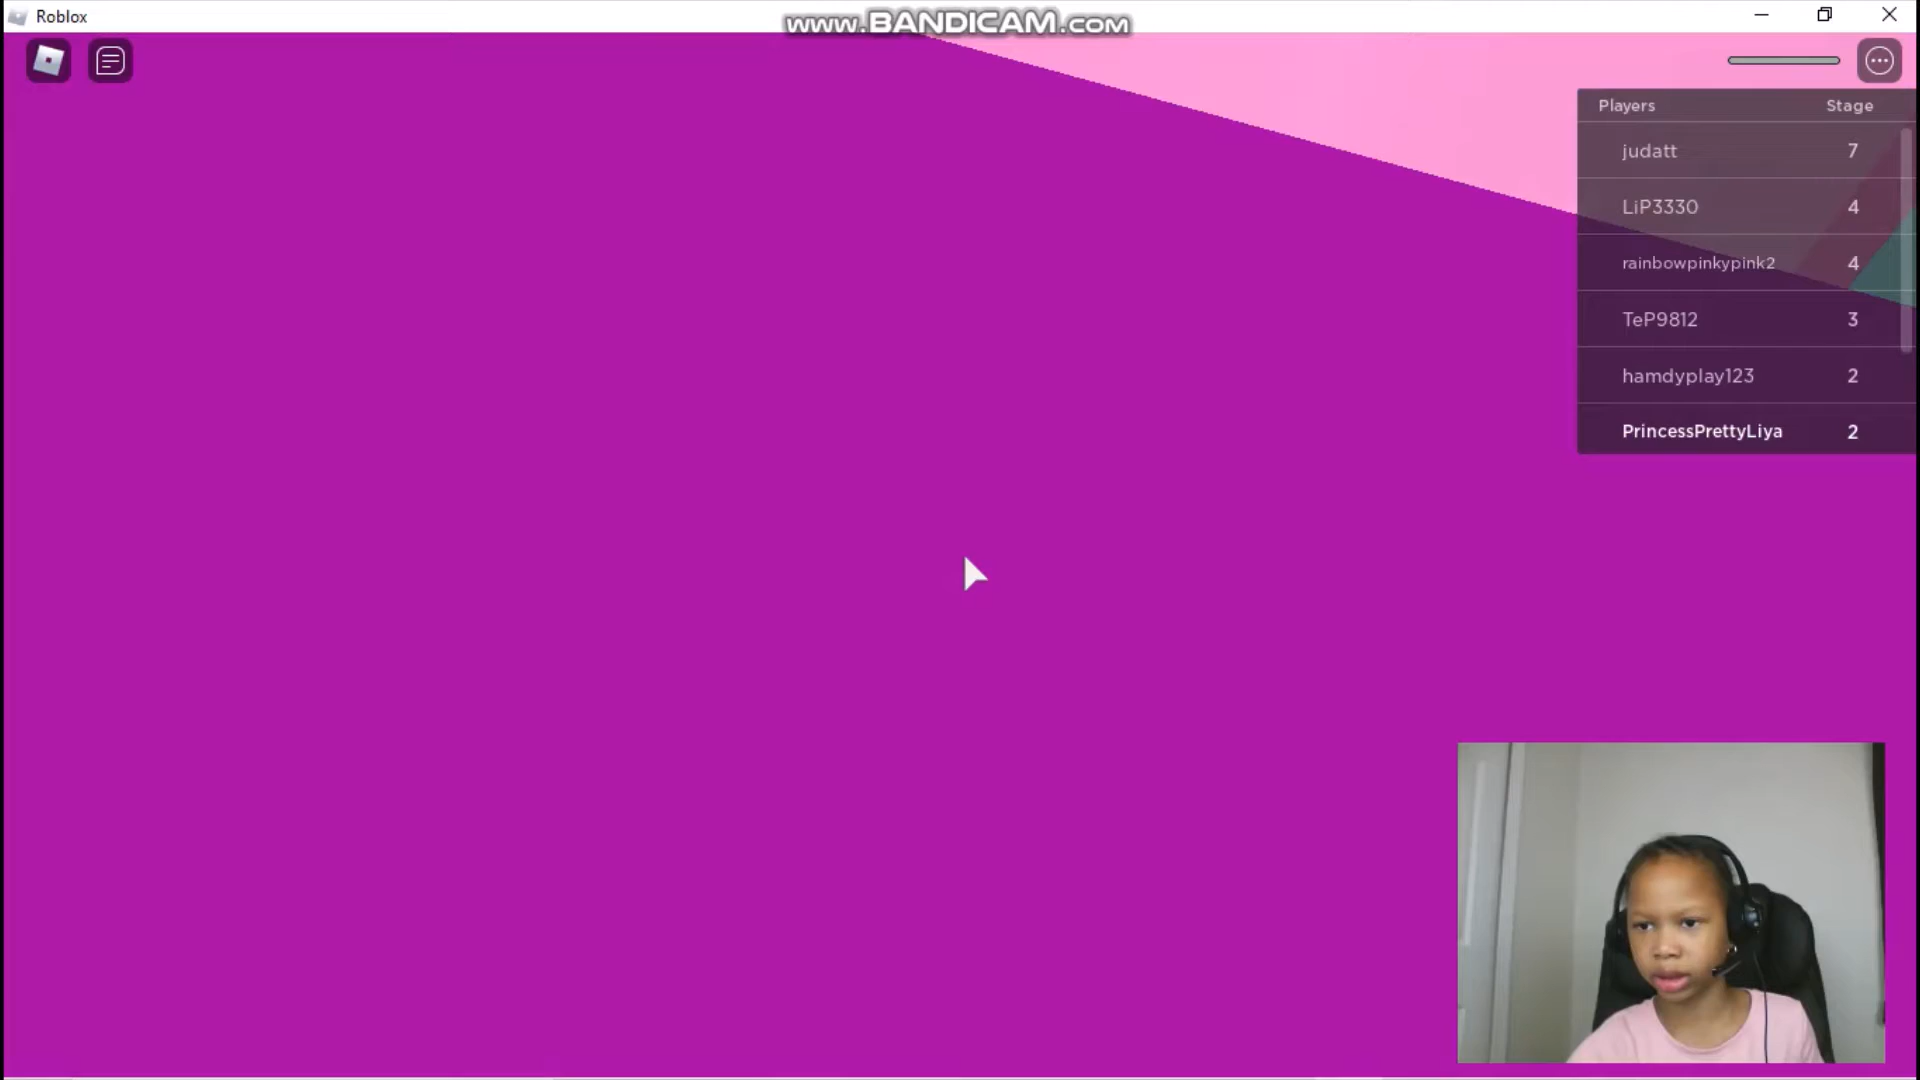 Roblox
www.BANDICAM.com
Players Stage
judatt 7
LiP3330 4
rainbowpinkypink2 4
TeP9812 3
hamdyplay123 2
PrincessPrettyLiya 2